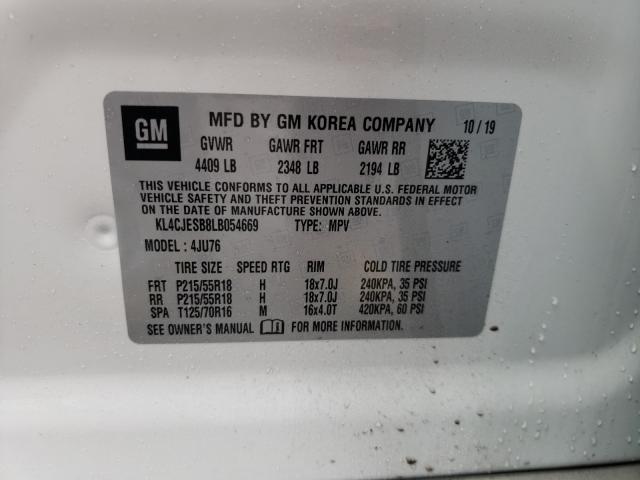 GM
MFD BY GM KOREA COMPANY 10 / 19
GVWR GAWR FRT GAWR RR
4409 LB 2348 LB 2194 LB
THIS VEHICLE CONFORMS TO ALL APPLICABLE U.S. FEDERAL MOTOR
VEHICLE SAFETY AND THEFT PREVENTION STANDARDS IN EFFECT ON
THE DATE OF MANUFACTURE SHOWN ABOVE.
KL4CJESB8LB054669 TYPE: MPV
MODEL : 4JU76
TIRE SIZE SPEED RTG RIM COLD TIRE PRESSURE
FRT P215/55R18 H 18x7.0J 240KPA, 35 PSI
RR P215/55R18 H 18x7.0J 240KPA, 35 PSI
SPA T125/70R16 M 16x4.0T 420KPA, 60 PSI
SEE OWNER'S MANUAL FOR MORE INFORMATION